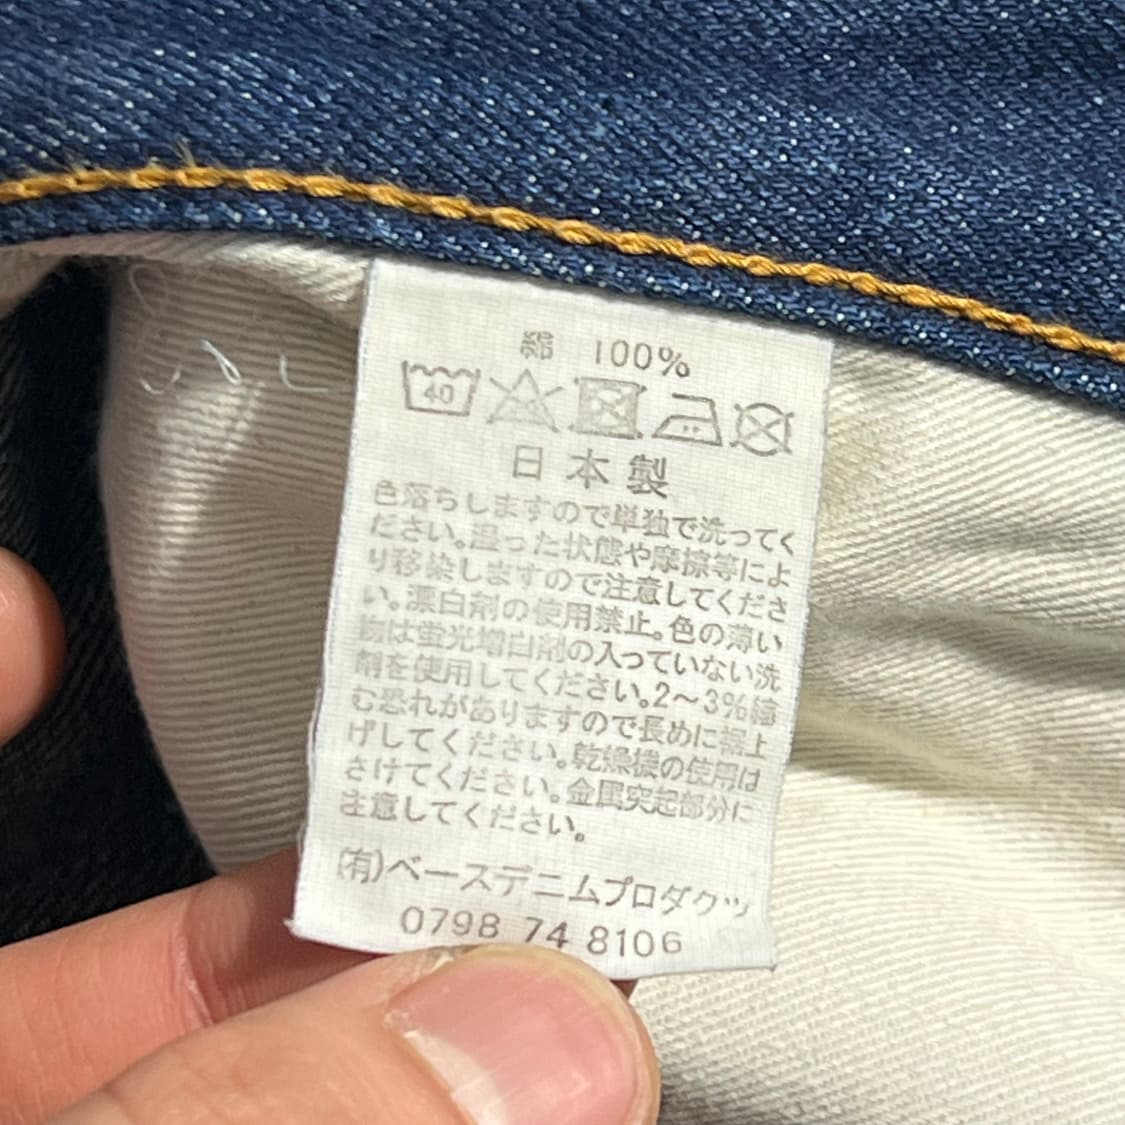 綿 100%
40
日本製
色落ちしますので単独で洗ってく
ださい。湿った状態や摩擦等によ
り移染しますので注意してくださ
い。漂白剤の使用禁止。色の薄い
物は蛍光増白剤の入っていない洗
剤を使用してください。2〜3%縮
む恐れがありますので長めに裾上
げしてください。乾燥機の使用は
さけてください。金属突起部分に
注意してください。
(有)ベースデニムプロダクツ
0798 74 8106